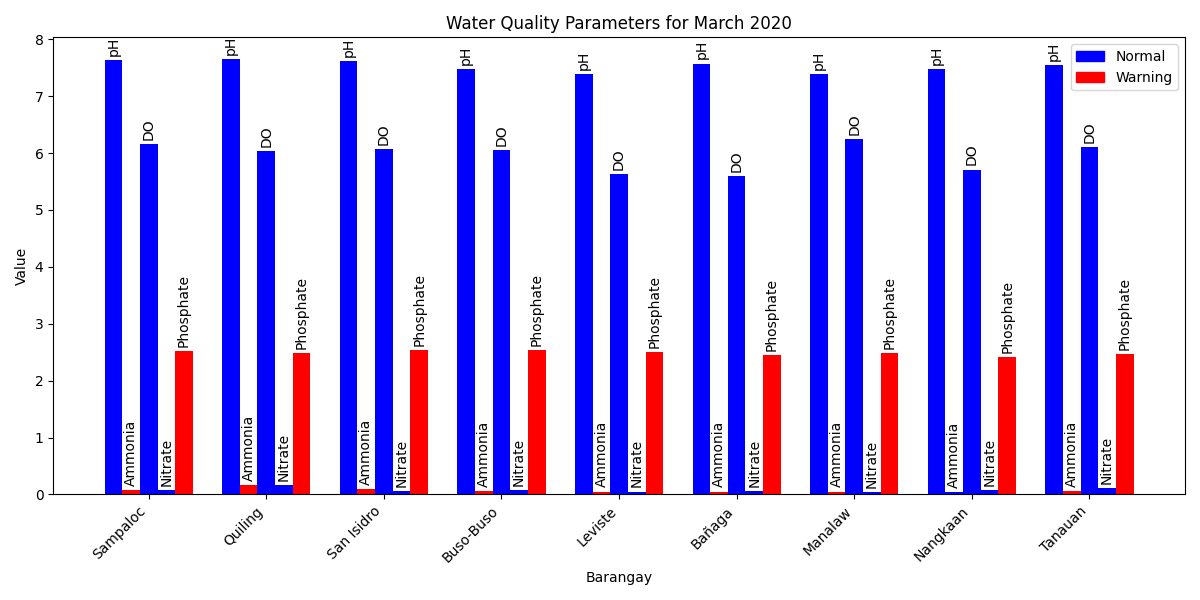 Water Quality Parameters for March 2020
Normal
Warning
Value
8
7
6
5
4
3
2
1
0
pH
Ammonia
DO
Nitrate
Phosphate
pH
Ammonia
DO
Nitrate
Phosphate
pH
Ammonia
DO
Nitrate
Phosphate
pH
Ammonia
DO
Nitrate
Phosphate
pH
Ammonia
DO
Nitrate
Phosphate
pH
Ammonia
DO
Nitrate
Phosphate
pH
Ammonia
DO
Nitrate
Phosphate
pH
Ammonia
DO
Nitrate
Phosphate
pH
Ammonia
DO
Nitrate
Phosphate
Sampaloc
Quiling
San Isidro
Buso-Buso
Leviste
Bañaga
Manalaw
Nangkaan
Tanauan
Barangay